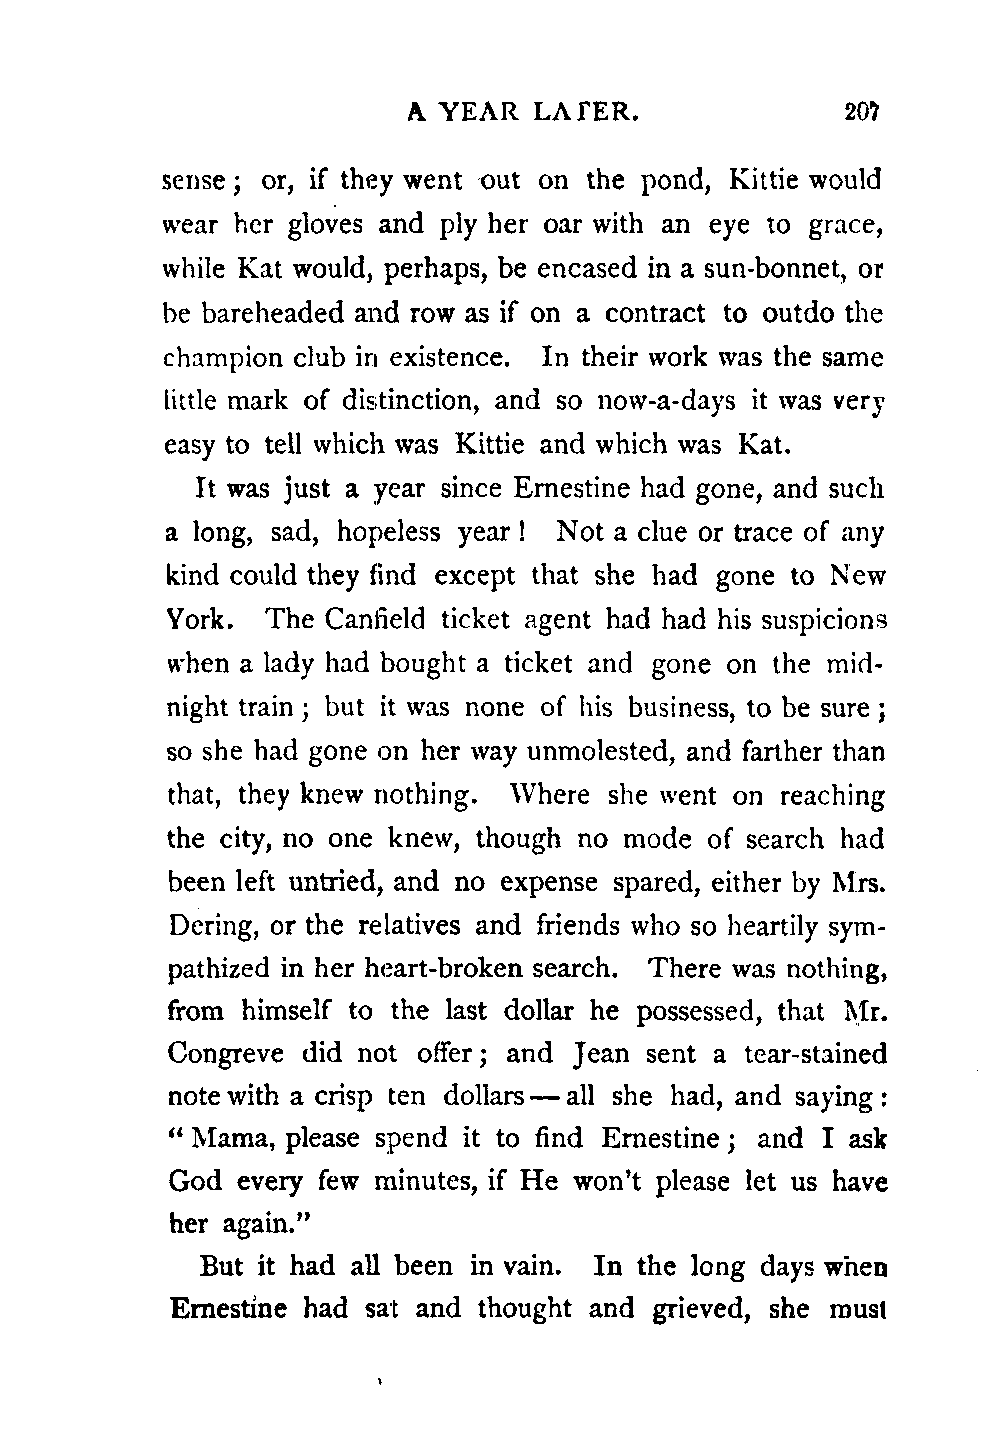 A YEAR LATER. 207
sense; or, if they went out on the pond, Kittie would
wear her gloves and ply her oar with an eye to grace,
while Kat would, perhaps, be encased in a sun-bonnet, or
be bareheaded and row as if on a contract to outdo the
champion club in existence. In their work was the same
little mark of distinction, and so now-a-days it was very
easy to tell which was Kittie and which was Kat.
It was just a year since Ernestine had gone, and such
a long, sad, hopeless year! Not a clue or trace of any
kind could they find except that she had gone to New
York. The Canfield ticket agent had had his suspicions
when a lady had bought a ticket and gone on the mid-
night train; but it was none of his business, to be sure;
so she had gone on her way unmolested, and farther than
that, they knew nothing. Where she went on reaching
the city, no one knew, though no mode of search had
been left untried, and no expense spared, either by Mrs.
Dering, or the relatives and friends who so heartily sym-
pathized in her heart-broken search. There was nothing,
from himself to the last dollar he possessed, that Mr.
Congreve did not offer; and Jean sent a tear-stained
note with a crisp ten dollars—all she had, and saying:
"Mama, please spend it to find Ernestine; and I ask
God every few minutes, if He won't please let us have
her again."
But it had all been in vain. In the long days when
Ernestine had sat and thought and grieved, she must